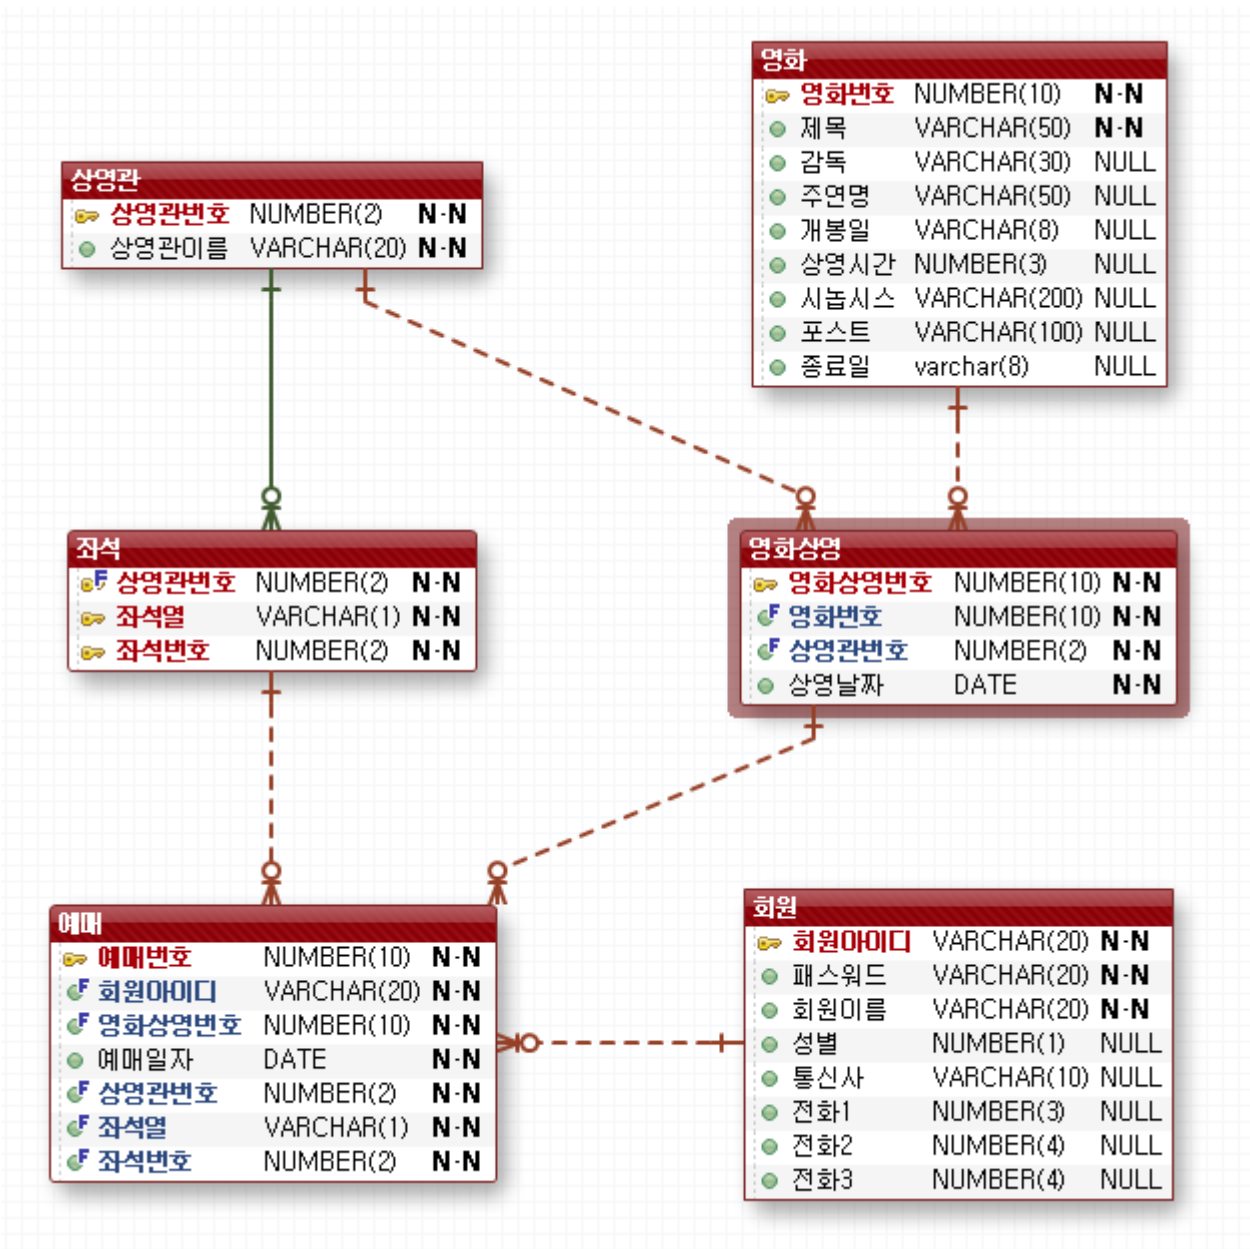 영화
영화번호 NUMBER(10) N-N
제목 VARCHAR(50) N-N
감독 VARCHAR(30) NULL
주연명 VARCHAR(50) NULL
개봉일 VARCHAR(8) NULL
상영시간 NUMBER(3) NULL
시놉시스 VARCHAR(200) NULL
포스트 VARCHAR(100) NULL
종료일 varchar(8) NULL
상영관
상영관번호 NUMBER(2) N-N
상영관이름 VARCHAR(20) N-N
좌석
상영관번호 NUMBER(2) N-N
좌석열 VARCHAR(1) N-N
좌석번호 NUMBER(2) N-N
영화상영
영화상영번호 NUMBER(10) N-N
영화번호 NUMBER(10) N-N
상영관번호 NUMBER(2) N-N
상영날짜 DATE N-N
예매
예매번호 NUMBER(10) N-N
회원아이디 VARCHAR(20) N-N
영화상영번호 NUMBER(10) N-N
예매일자 DATE N-N
상영관번호 NUMBER(2) N-N
좌석열 VARCHAR(1) N-N
좌석번호 NUMBER(2) N-N
회원
회원아이디 VARCHAR(20) N-N
패스워드 VARCHAR(20) N-N
회원이름 VARCHAR(20) N-N
성별 NUMBER(1) NULL
통신사 VARCHAR(10) NULL
전화1 NUMBER(3) NULL
전화2 NUMBER(4) NULL
전화3 NUMBER(4) NULL